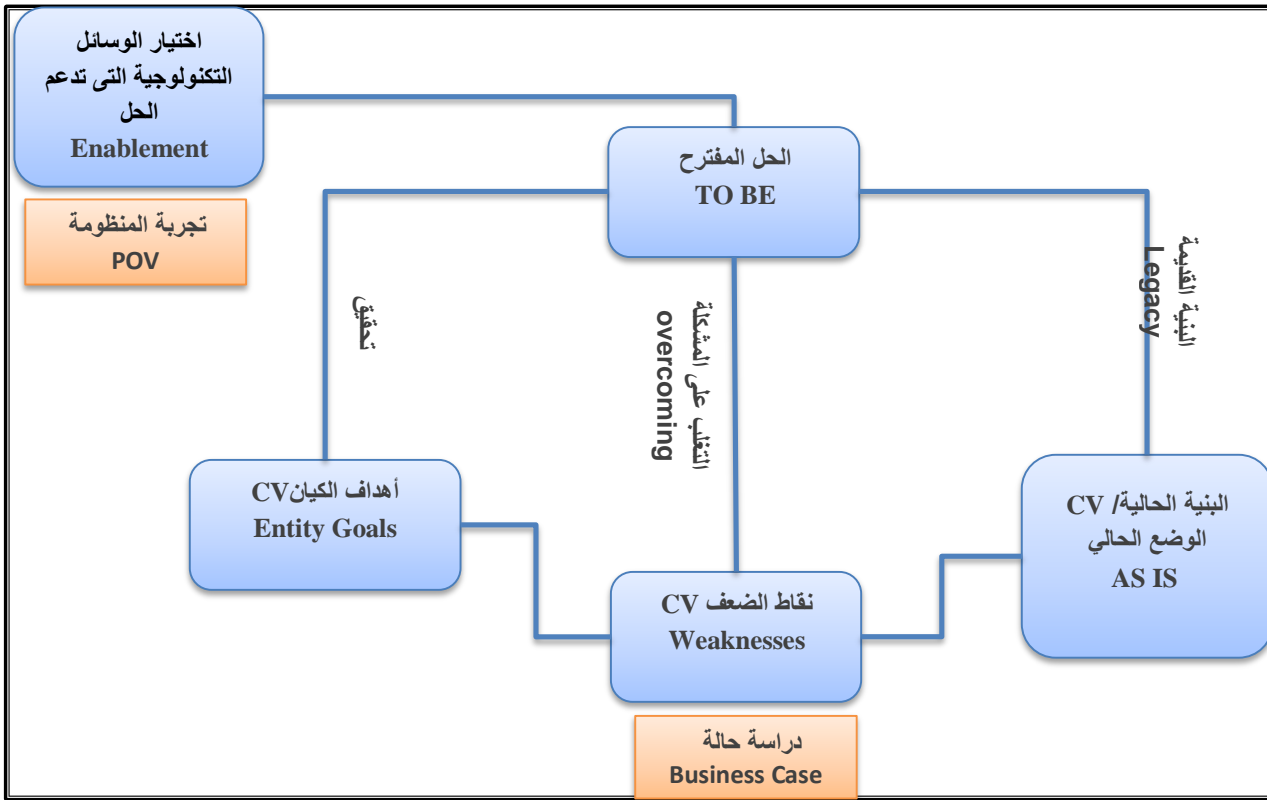 اختيار الوسائل
التكنولوجية التى تدعم
الحل
Enablement
تجربة المنظومة
POV
الحل المفترح
TO BE
تحقيق
التغلب على المشكلة
overcoming
البنية القديمة
Legacy
أهداف الكيانCV
Entity Goals
نقاط الضعف CV
Weaknesses
البنية الحالية/ CV
الوضع الحالي
AS IS
دراسة حالة
Business Case